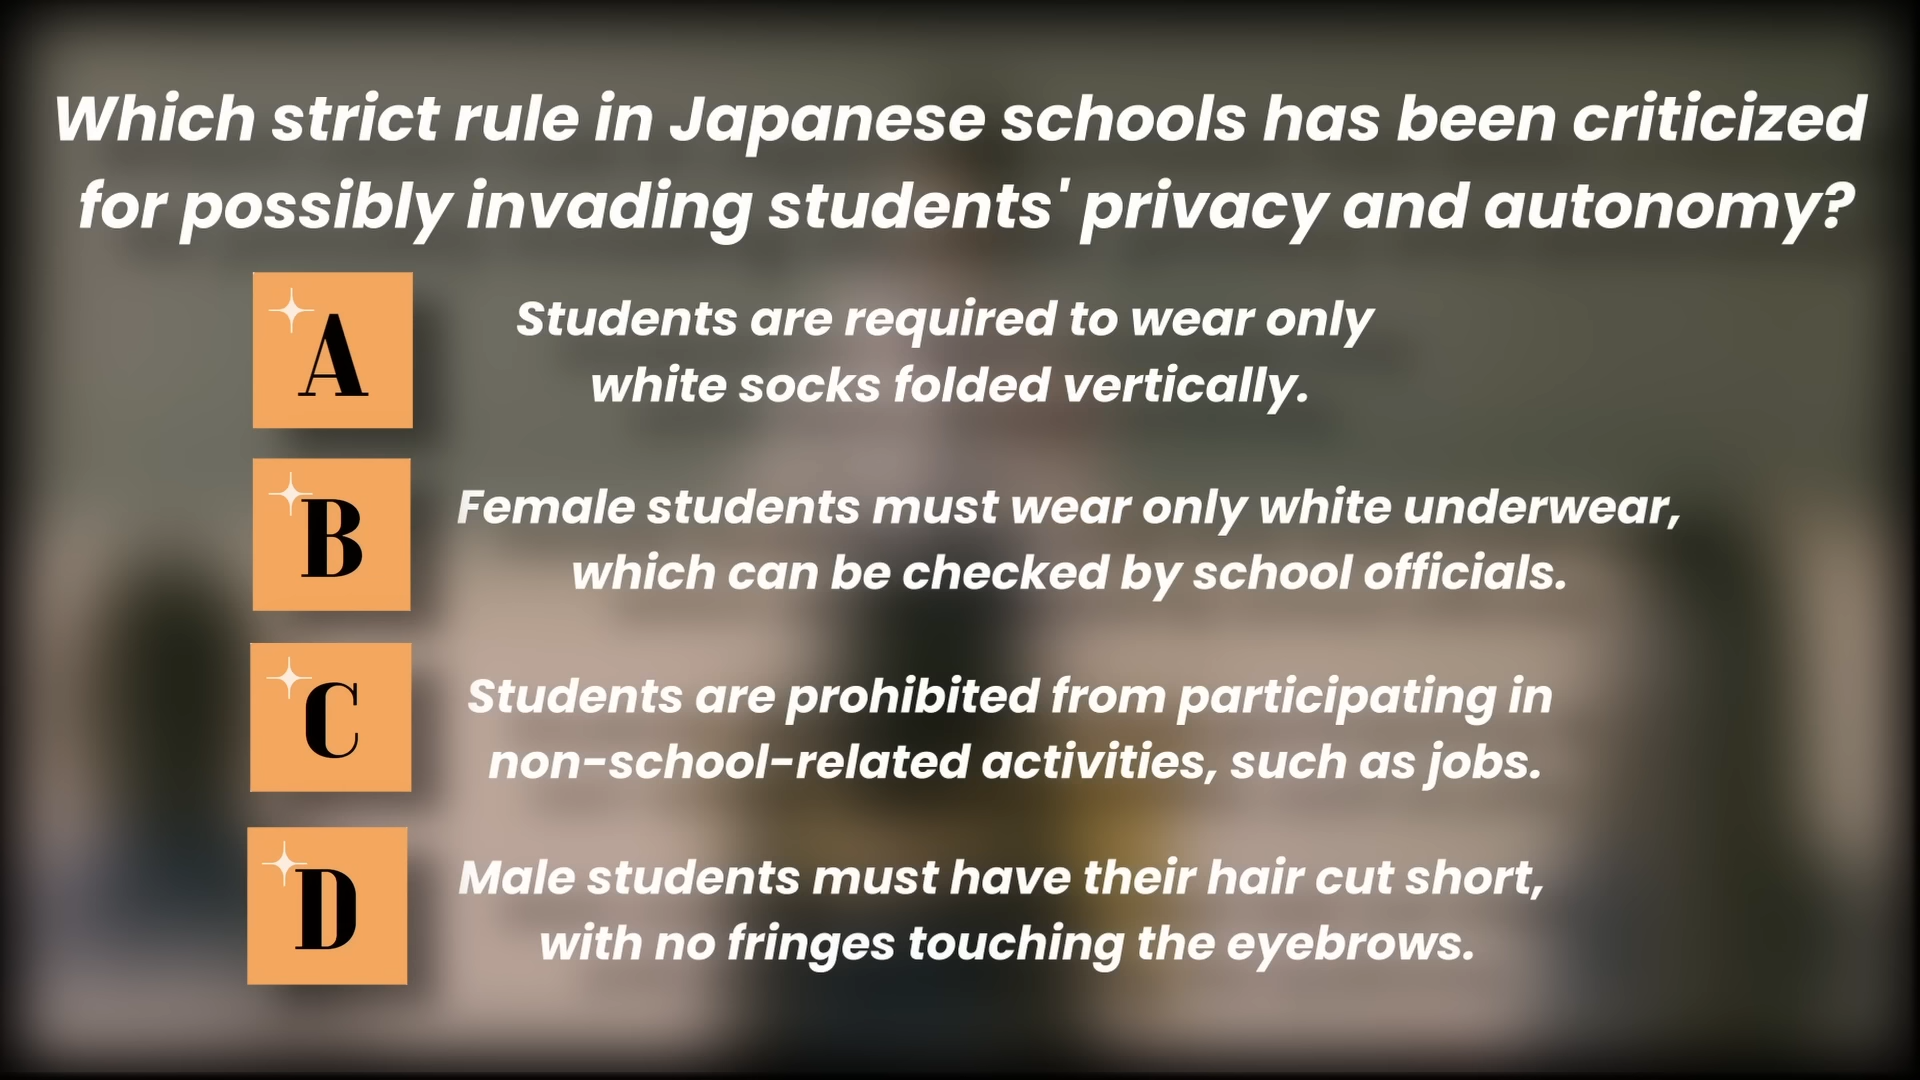 Which strict rule in Japanese schools has been criticized
for possibly invading students' privacy and autonomy?
A
Students are required to wear only
white socks folded vertically.
B
Female students must wear only white underwear,
which can be checked by school officials.
C
Students are prohibited from participating in
non-school-related activities, such as jobs.
D
Male students must have their hair cut short,
with no fringes touching the eyebrows.